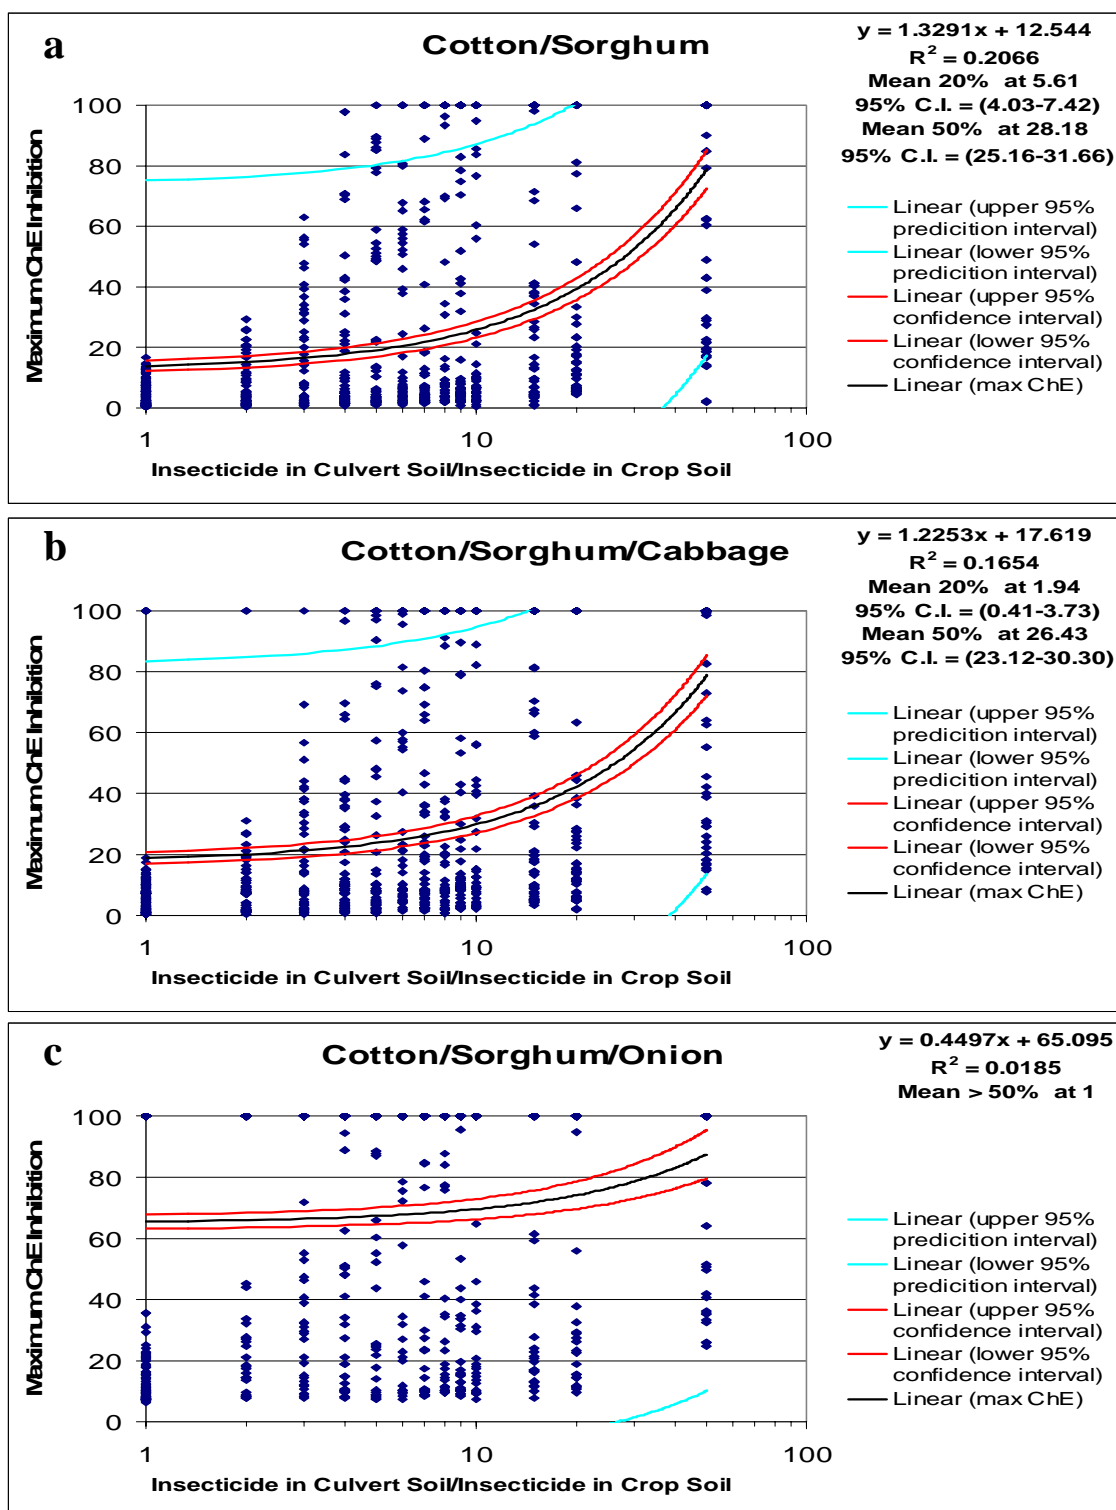 a
Cotton/Sorghum
y = 1.3291x + 12.544
R² = 0.2066
Mean 20% at 5.61
95% C.I. = (4.03-7.42)
Mean 50% at 28.18
95% C.I. = (25.16-31.66)
Maximum ChE Inhibition
100
80
60
40
20
0
1
10
100
Insecticide in Culvert Soil/Insecticide in Crop Soil
Linear (upper 95%
predicition interval)
Linear (lower 95%
predicition interval)
Linear (upper 95%
confidence interval)
Linear (lower 95%
confidence interval)
Linear (max ChE)
b
Cotton/Sorghum/Cabbage
y = 1.2253x + 17.619
R² = 0.1654
Mean 20% at 1.94
95% C.I. = (0.41-3.73)
Mean 50% at 26.43
95% C.I. = (23.12-30.30)
Maximum ChE Inhibition
100
80
60
40
20
0
1
10
100
Insecticide in Culvert Soil/Insecticide in Crop Soil
Linear (upper 95%
predicition interval)
Linear (lower 95%
predicition interval)
Linear (upper 95%
confidence interval)
Linear (lower 95%
confidence interval)
Linear (max ChE)
c
Cotton/Sorghum/Onion
y = 0.4497x + 65.095
R² = 0.0185
Mean > 50% at 1
Maximum ChE Inhibition
100
80
60
40
20
0
1
10
100
Insecticide in Culvert Soil/Insecticide in Crop Soil
Linear (upper 95%
predicition interval)
Linear (lower 95%
predicition interval)
Linear (upper 95%
confidence interval)
Linear (lower 95%
confidence interval)
Linear (max ChE)